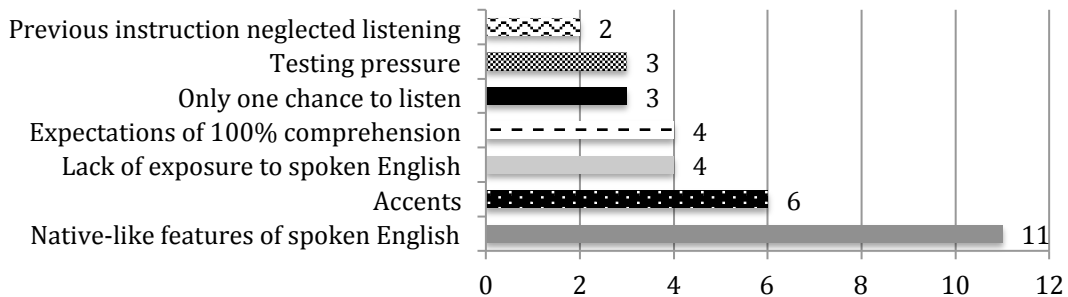 Previous instruction neglected listening 2
Testing pressure 3
Only one chance to listen 3
Expectations of 100% comprehension 4
Lack of exposure to spoken English 4
Accents 6
Native-like features of spoken English 11
0 2 4 6 8 10 12